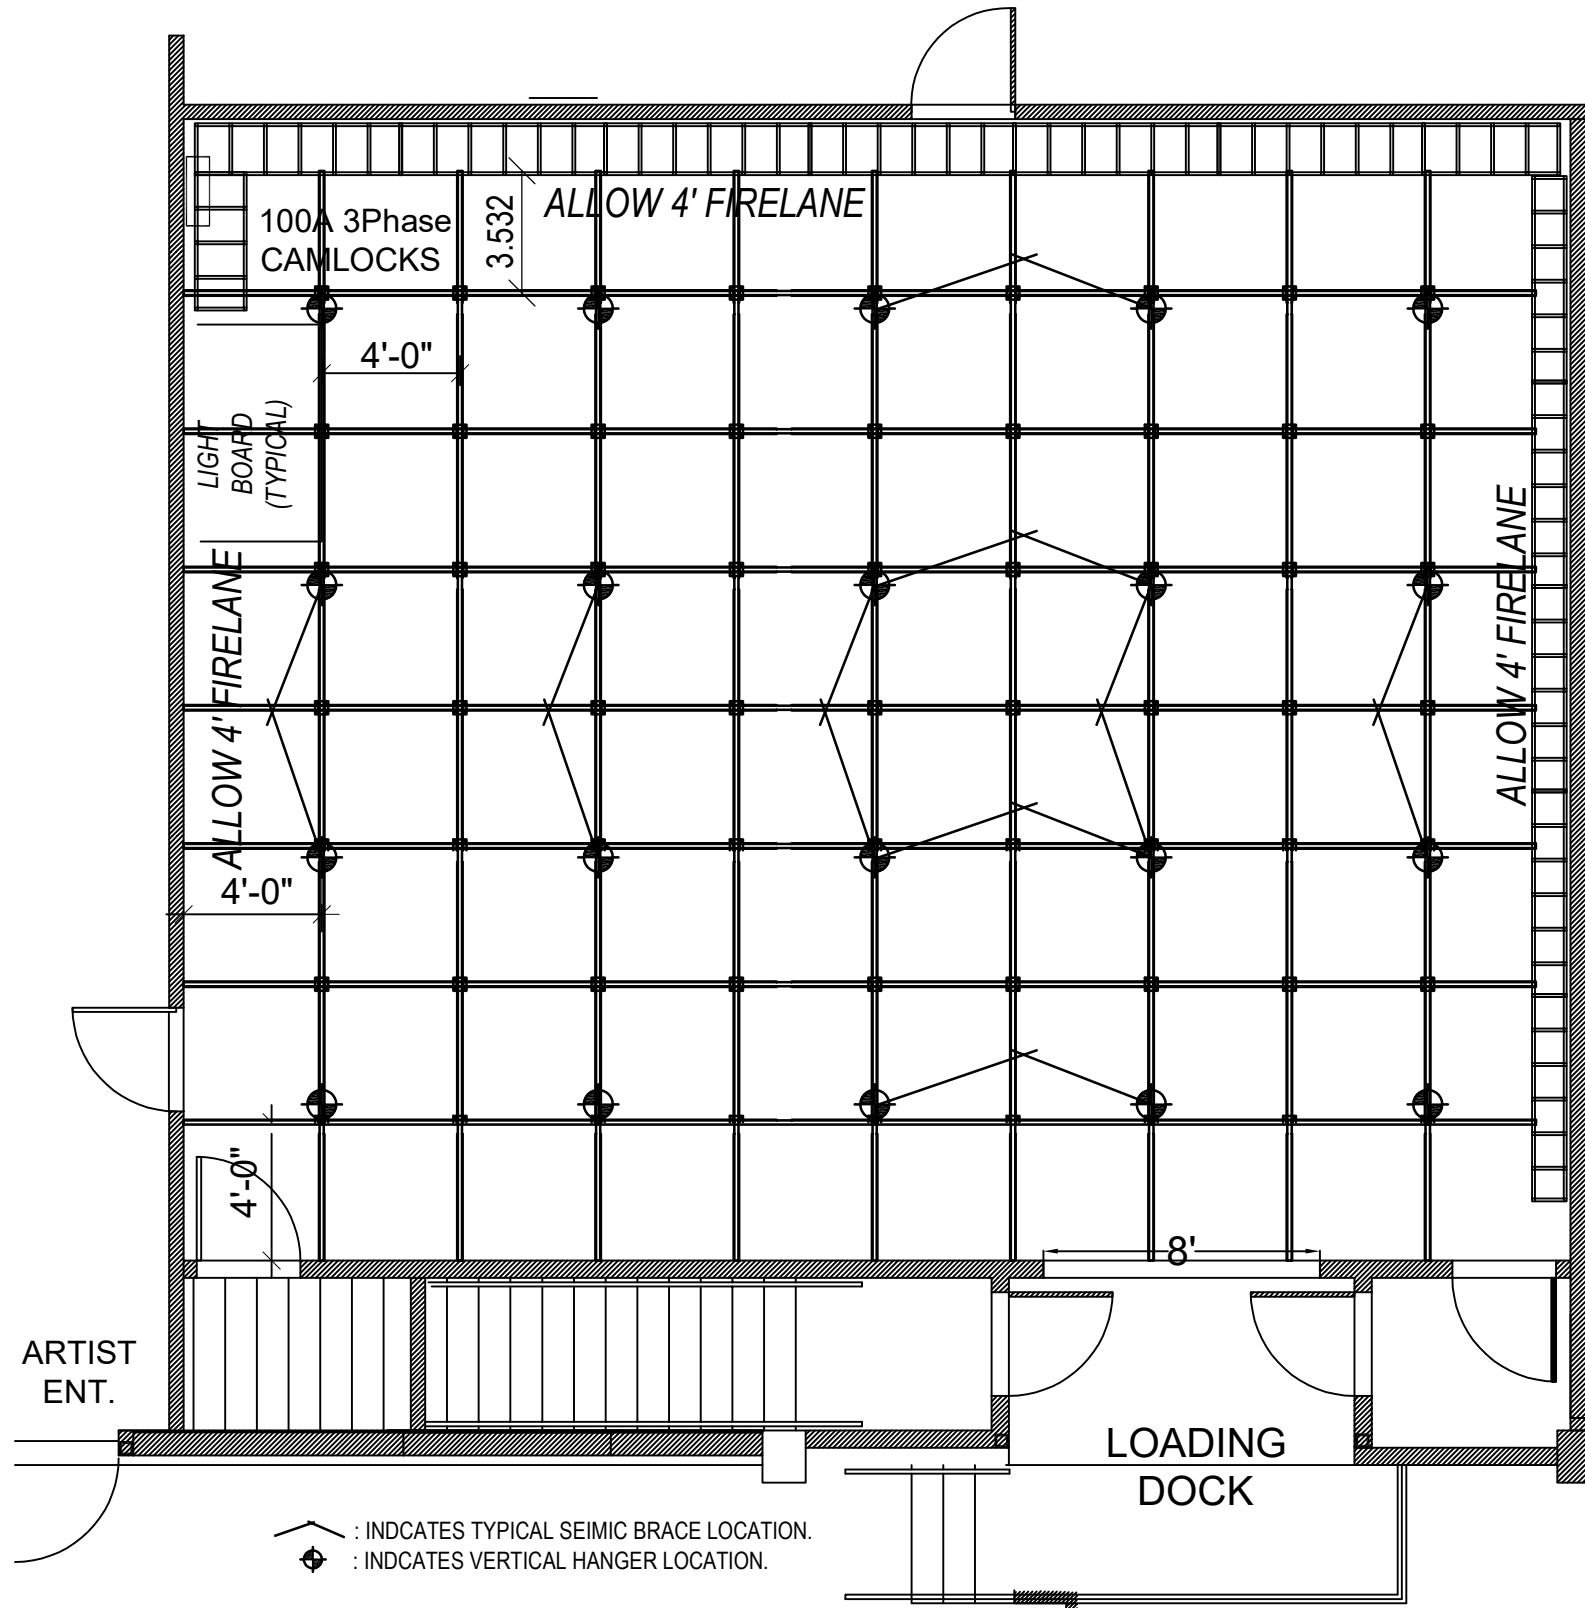 ALLOW 4' FIRELANE
100A 3Phase
CAMLOCKS
3.532
4'-0"
LIGHT
BOARD
(TYPICAL)
ALLOW 4' FIRELANE
ALLOW 4' FIRELANE
4'-0"
4'-0"
8'
ARTIST
ENT.
LOADING
DOCK
: INDCATES TYPICAL SEIMIC BRACE LOCATION.
: INDCATES VERTICAL HANGER LOCATION.